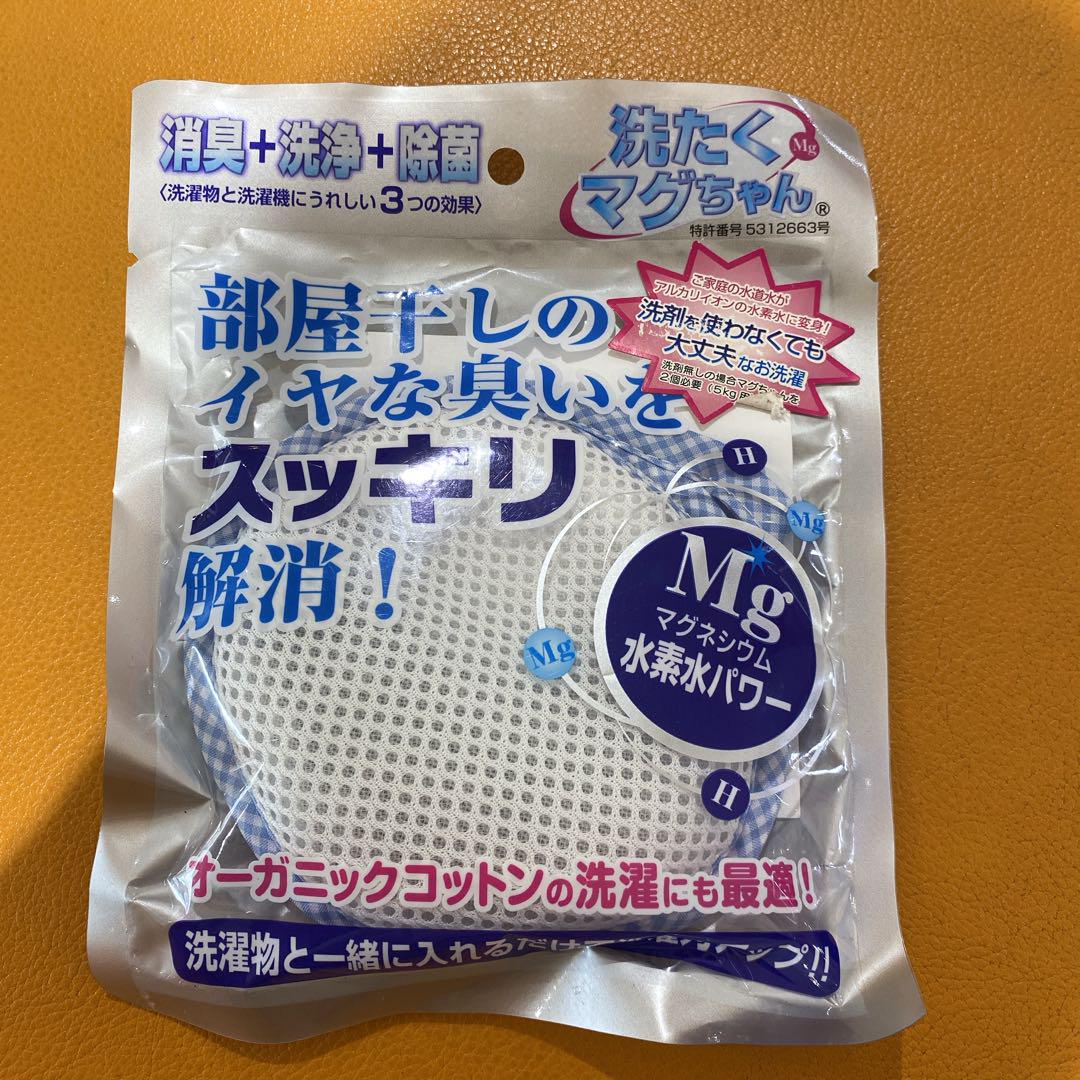 消臭+洗浄+除菌
〈洗濯物と洗濯機にうれしい3つの効果〉
洗たく
マグちゃん®
Mg
特許番号5312663号
ご家庭の水道水が
アルカリイオンの水素水に変身!
洗剤を使わなくても
大丈夫なお洗濯
洗剤無しの場合マグちゃんを
2個必要(5kg用
部屋干しの
イヤな臭いを
スッキリ
解消!
H
Mg
Mg
マグネシウム
水素水パワー
Mg
H
オーガニックコットンの洗濯にも最適!
洗濯物と一緒に入れるだけ
アップ!!